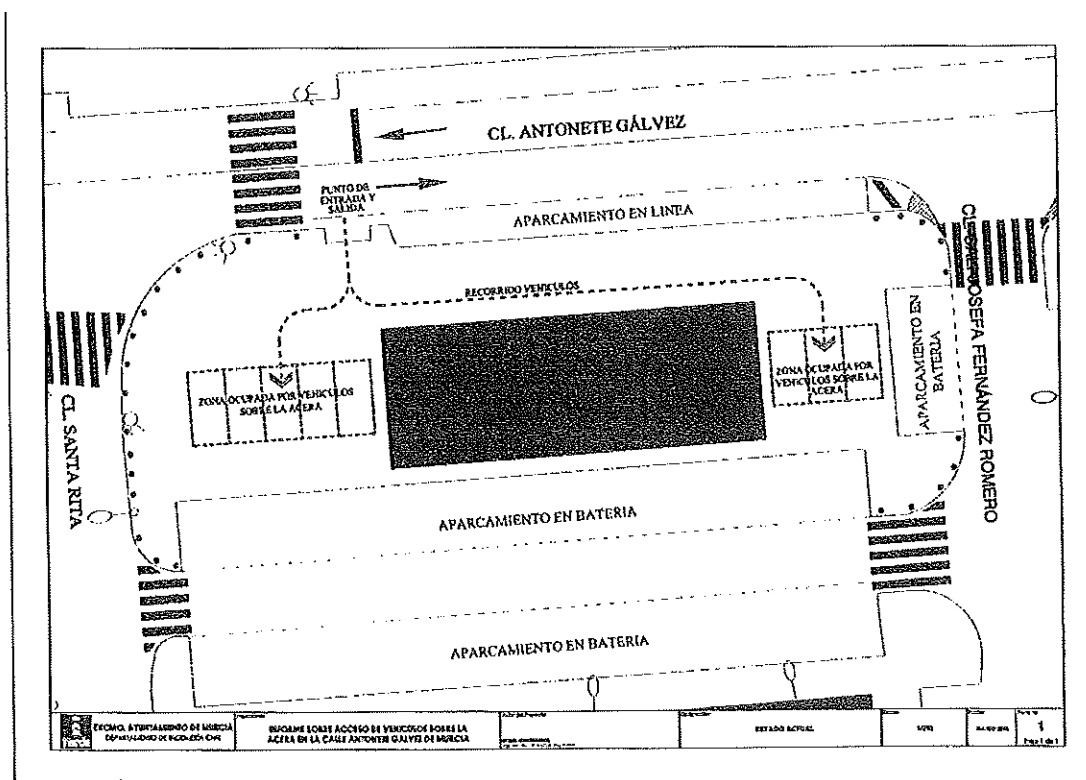 CL. ANTONETE GÁLVEZ
PUNTO DE
ENTRADA Y
SALIDA
APARCAMIENTO EN LINEA
RECORRIDO VEHICULOS
ZONA OCUPADA POR VEHICULOS
SOBRE LA ACERA
ZONA OCUPADA POR
VEHICULOS SOBRE LA
ACERA
APARCAMIENTO EN
BATERIA
JOSEFA FERNÁNDEZ ROMERO
CL. SANTA RITA
APARCAMIENTO EN BATERIA
APARCAMIENTO EN BATERIA
EXCMO. AYUNTAMIENTO DE MURCIA
INFORME SOBRE ACCESO DE VEHICULOS SOBRE LA
ACERA EN LA CALLE ANTONETE GALVEZ DE MURCIA
ESTADO ACTUAL
1